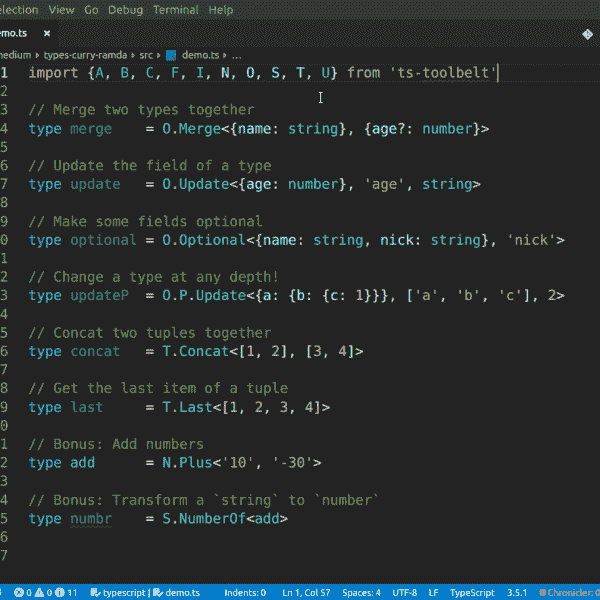 election View Go Debug Terminal Help
emo.ts ×
medium › types-curry-ramda › src › demo.ts › ...
1 import {A, B, C, F, I, N, O, S, T, U} from 'ts-toolbelt'
2
3 // Merge two types together
4 type merge = O.Merge<{name: string}, {age?: number}>
5
6 // Update the field of a type
7 type update = O.Update<{age: number}, 'age', string>
8
9 // Make some fields optional
0 type optional = O.Optional<{name: string, nick: string}, 'nick'>
1
2 // Change a type at any depth!
3 type updateP = O.P.Update<{a: {b: {c: 1}}}, ['a', 'b', 'c'], 2>
4
5 // Concat two tuples together
6 type concat = T.Concat<[1, 2], [3, 4]>
7
8 // Get the last item of a tuple
9 type last = T.Last<[1, 2, 3, 4]>
0
1 // Bonus: Add numbers
2 type add = N.Plus<'10', '-30'>
3
4 // Bonus: Transform a `string` to `number`
5 type numbr = S.NumberOf<add>
6
7
0 0 11 typescript | demo.ts Indents: 0 Ln 1, Col 57 Spaces: 4 UTF-8 LF TypeScript 3.5.1 Chronicler: 0